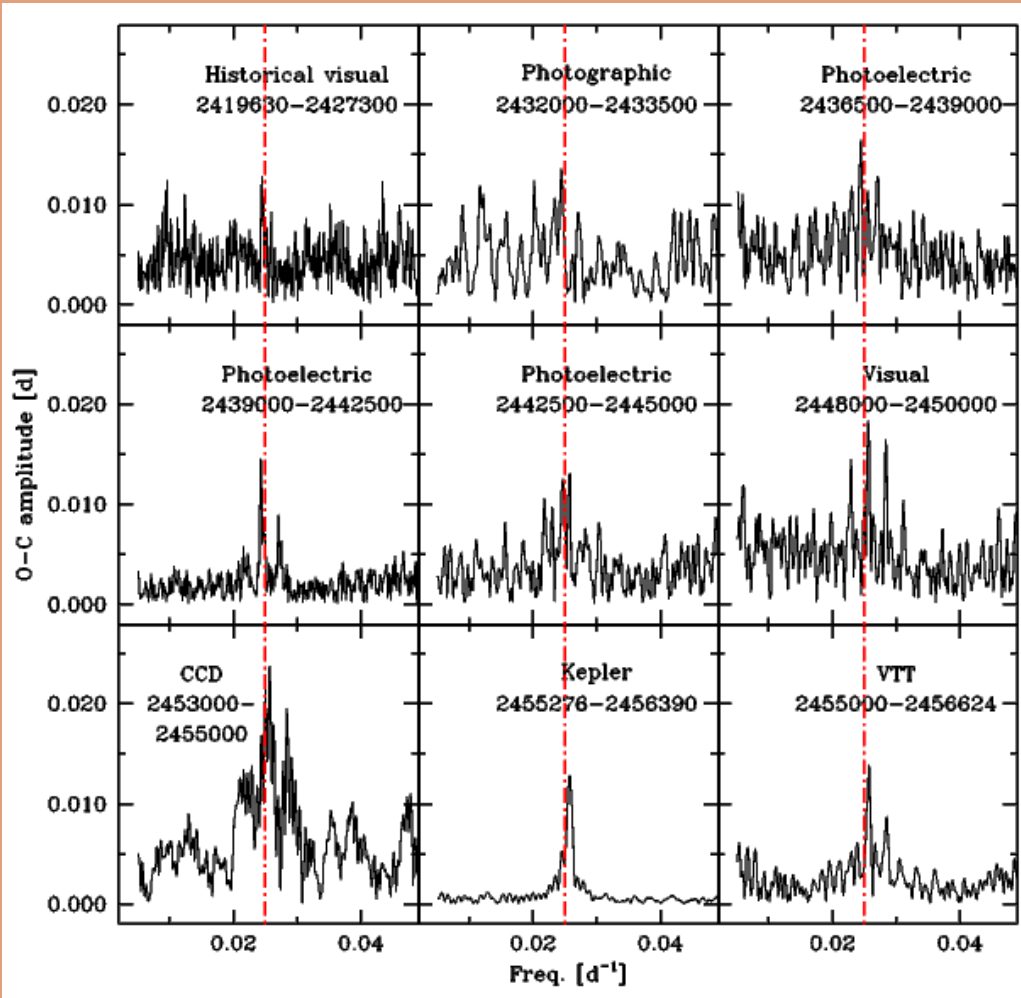 Historical visual
2419630-2427300
Photographic
2432000-2433500
Photoelectric
2436500-2439000
0.020
0.010
0.000
Photoelectric
2439000-2442500
Photoelectric
2442500-2445000
Visual
2448000-2450000
0.020
0.010
0.000
O-C amplitude [d]
CCD
2453000-
2455000
Kepler
2455276-2456390
VTT
2455000-2456624
0.020
0.010
0.000
0.02 0.04 0.02 0.04 0.02 0.04
Freq. [d⁻¹]